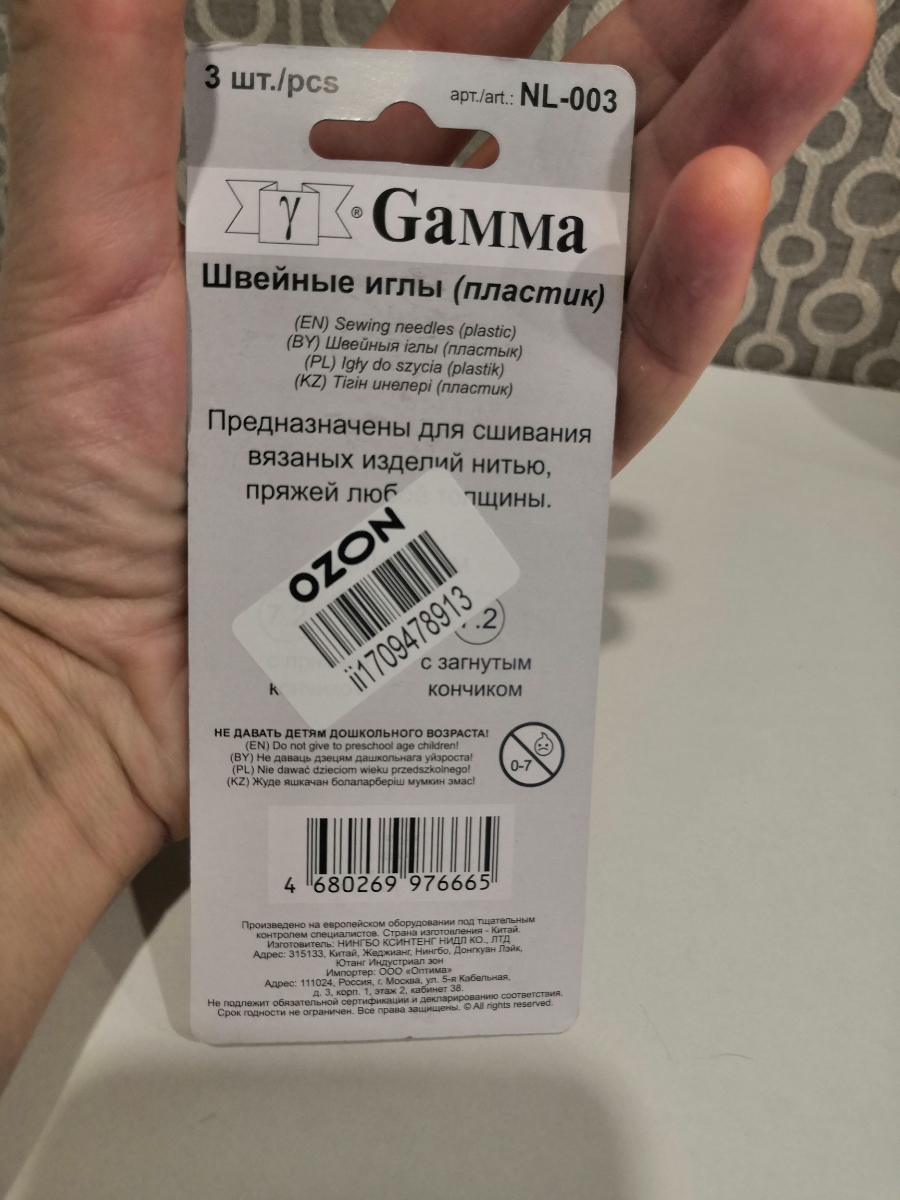 3 шт./pcs
арт./art.: NL-003
γ ® Gамма
Швейные иглы (пластик)
(EN) Sewing needles (plastic)
(BY) Швейныя іглы (пластык)
(PL) Igły do szycia (plastik)
(KZ) Тігін инелері (пластик)
Предназначены для сшивания
вязаных изделий нитью,
пряжей
OZON
ii1709478913
с загнутым
кончиком
НЕ ДАВАТЬ ДЕТЯМ ДОШКОЛЬНОГО ВОЗРАСТА!
(EN) Do not give to preschool age children!
(BY) Не даваць дзецям дашкольнага уйзроста!
(PL) Nie dawać dzieciom wieku przedszkolnego!
(KZ) Жуде яшкачан болаларберіш мумкин эмас!
0-7
4 680269 976665
Произведено на европейском оборудовании под тщательным
контролем специалистов. Страна изготовления - Китай.
Изготовитель: НИНГБО КСИНТЕНГ НИДЛ КО., ЛТД
Адрес: 315133, Китай, Жеджианг, Нингбо, Донгкуан Лэйк,
Ютанг Индустриал зон
Импортер: ООО «Оптима»
Адрес: 111024, Россия, г. Москва, ул. 5-я Кабельная,
д. 3, корп. 1, этаж 2, кабинет 38.
Не подлежит обязательной сертификации и декларированию соответствия.
Срок годности не ограничен. Все права защищены. © All rights reserved.